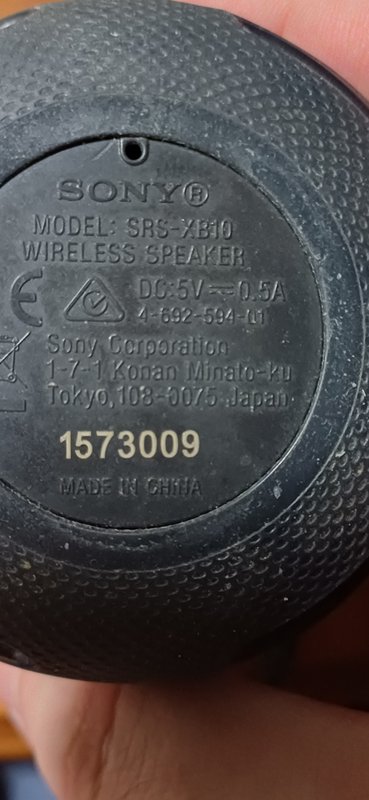 SONY®
MODEL: SRS-XB10
WIRELESS SPEAKER
CE DC:5V⎓0.5A
4-692-594-01
Sony Corporation
1-7-1 Konan Minato-ku
Tokyo,108-0075 Japan
1573009
MADE IN CHINA